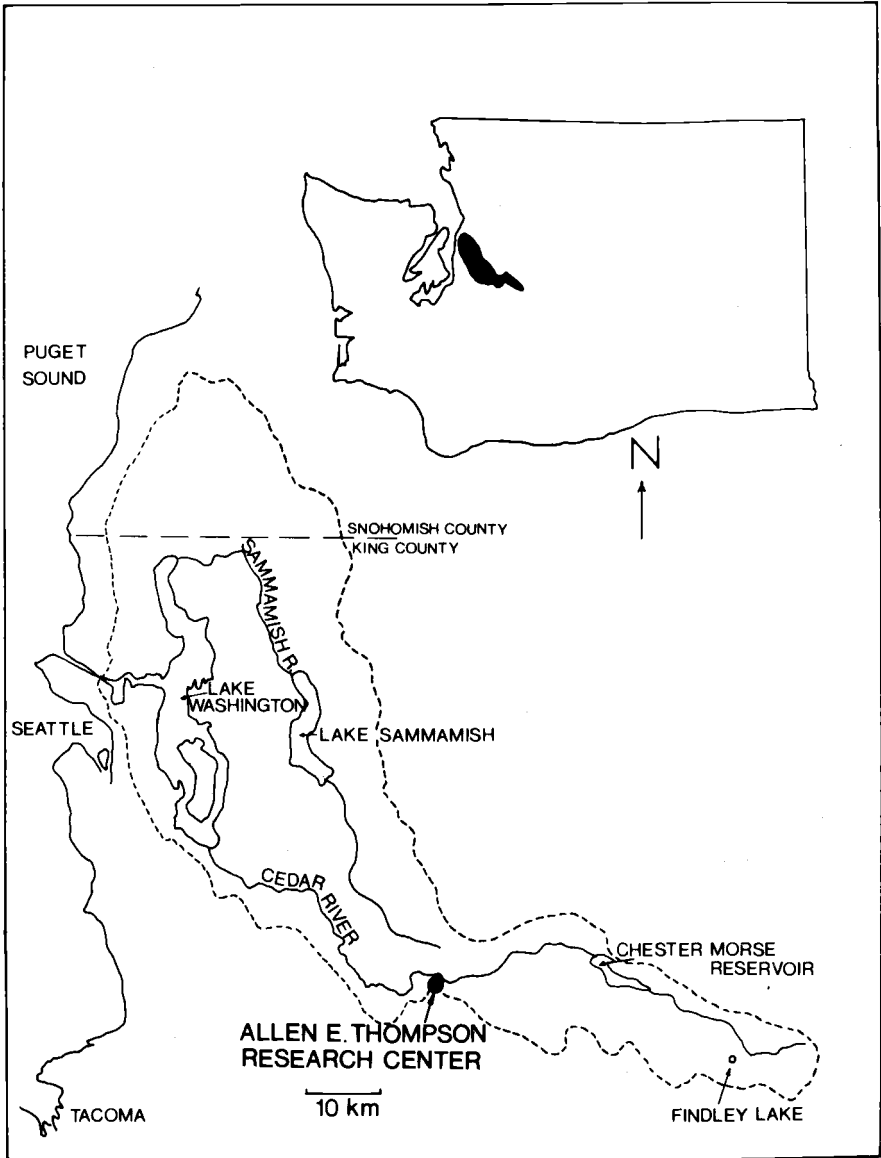 PUGET
SOUND
N
SNOHOMISH COUNTY
KING COUNTY
SAMMAMISH R.
LAKE
WASHINGTON
SEATTLE
LAKE SAMMAMISH
CEDAR
RIVER
CHESTER MORSE
RESERVOIR
ALLEN E. THOMPSON
RESEARCH CENTER
10 km
TACOMA
FINDLEY LAKE